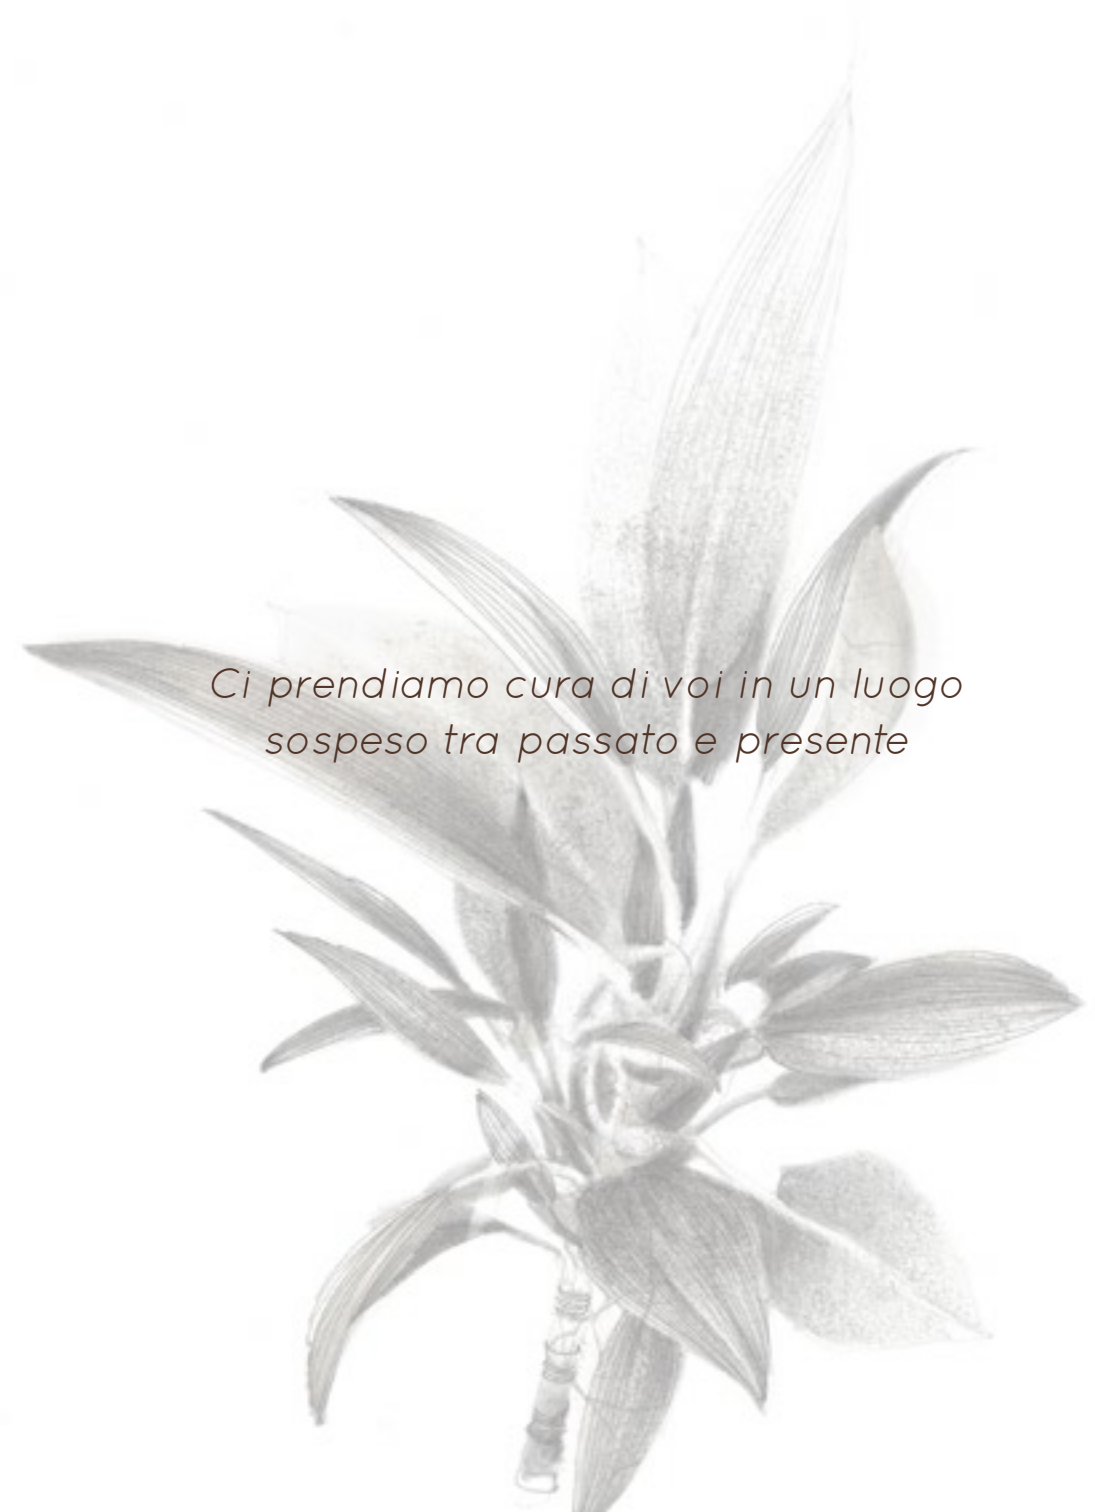 Ci prendiamo cura di voi in un luogo
sospeso tra passato e presente